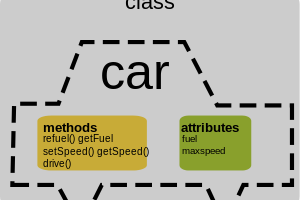 class
car
methods
refuel() getFuel
setSpeed() getSpeed()
drive()
attributes
fuel
maxspeed